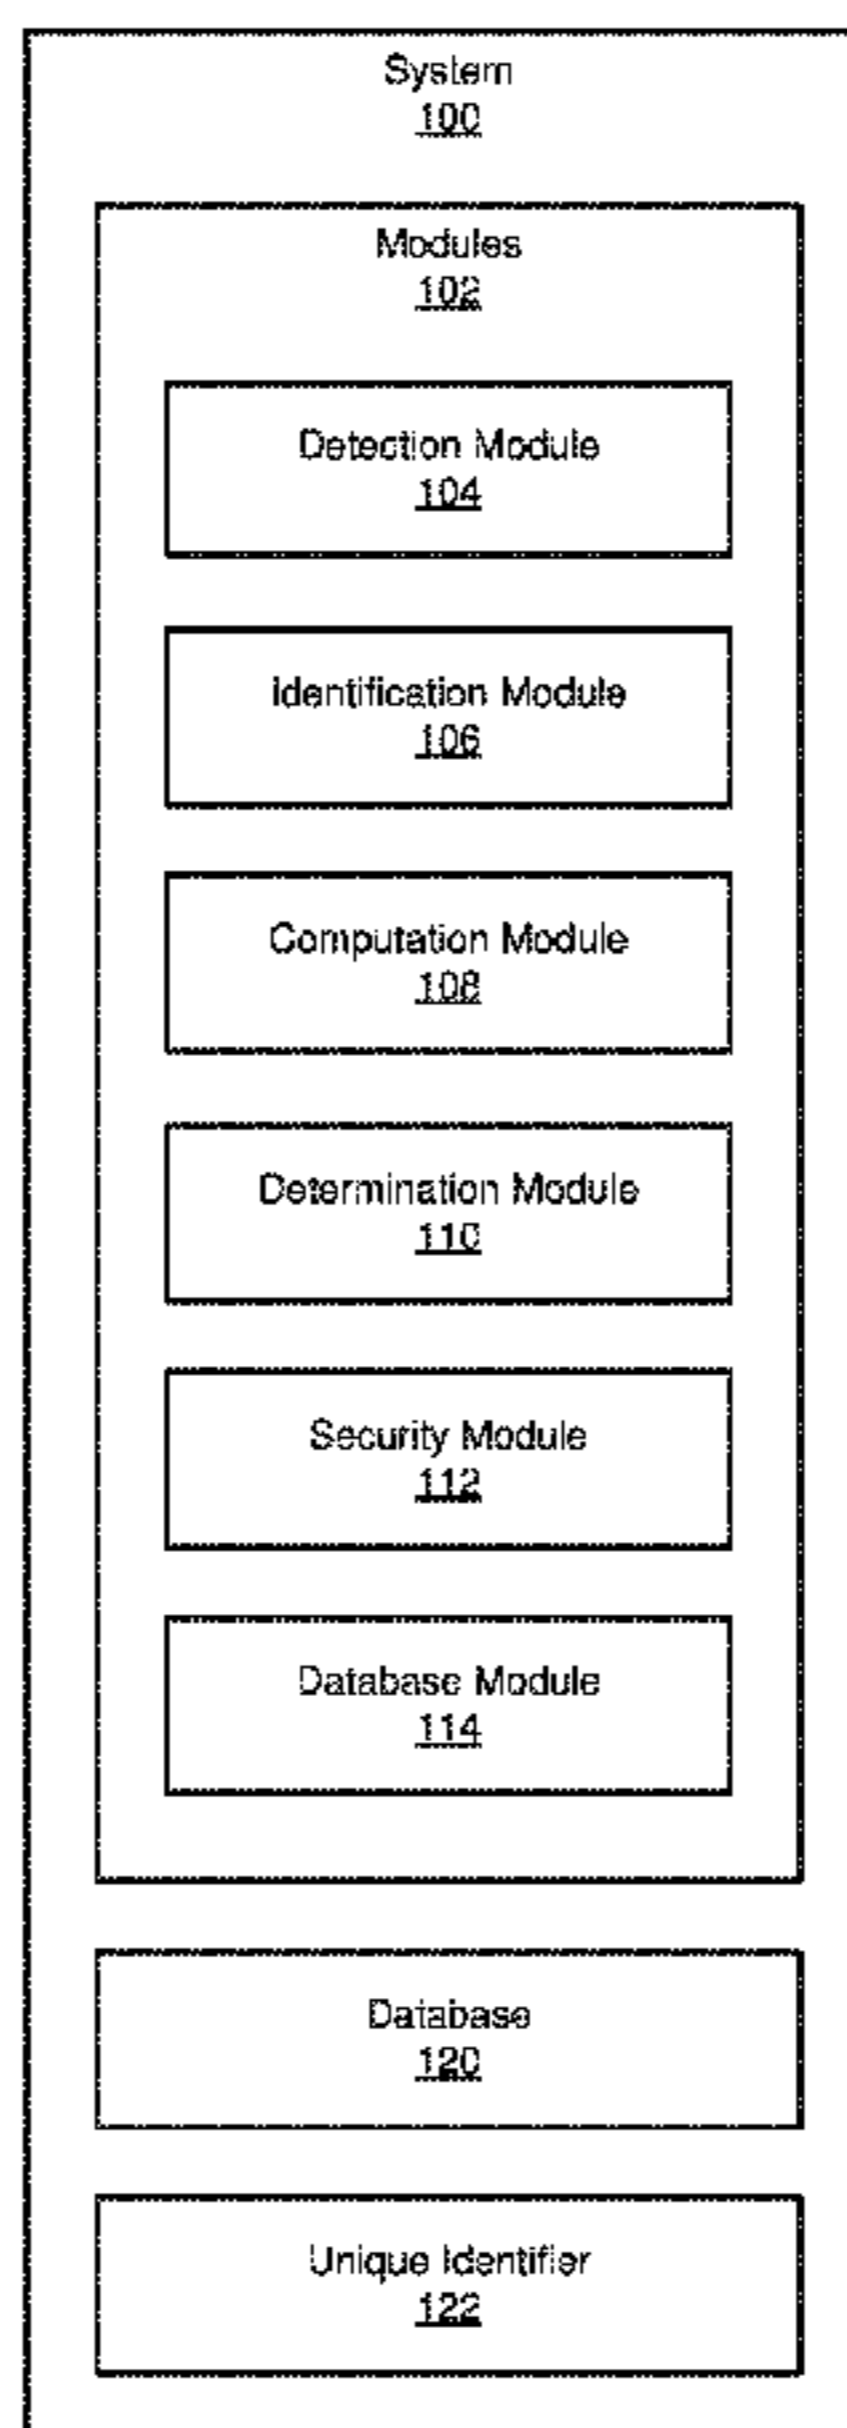 System
100
Modules
102
Detection Module
104
Identification Module
106
Computation Module
108
Determination Module
110
Security Module
112
Database Module
114
Database
120
Unique Identifier
122